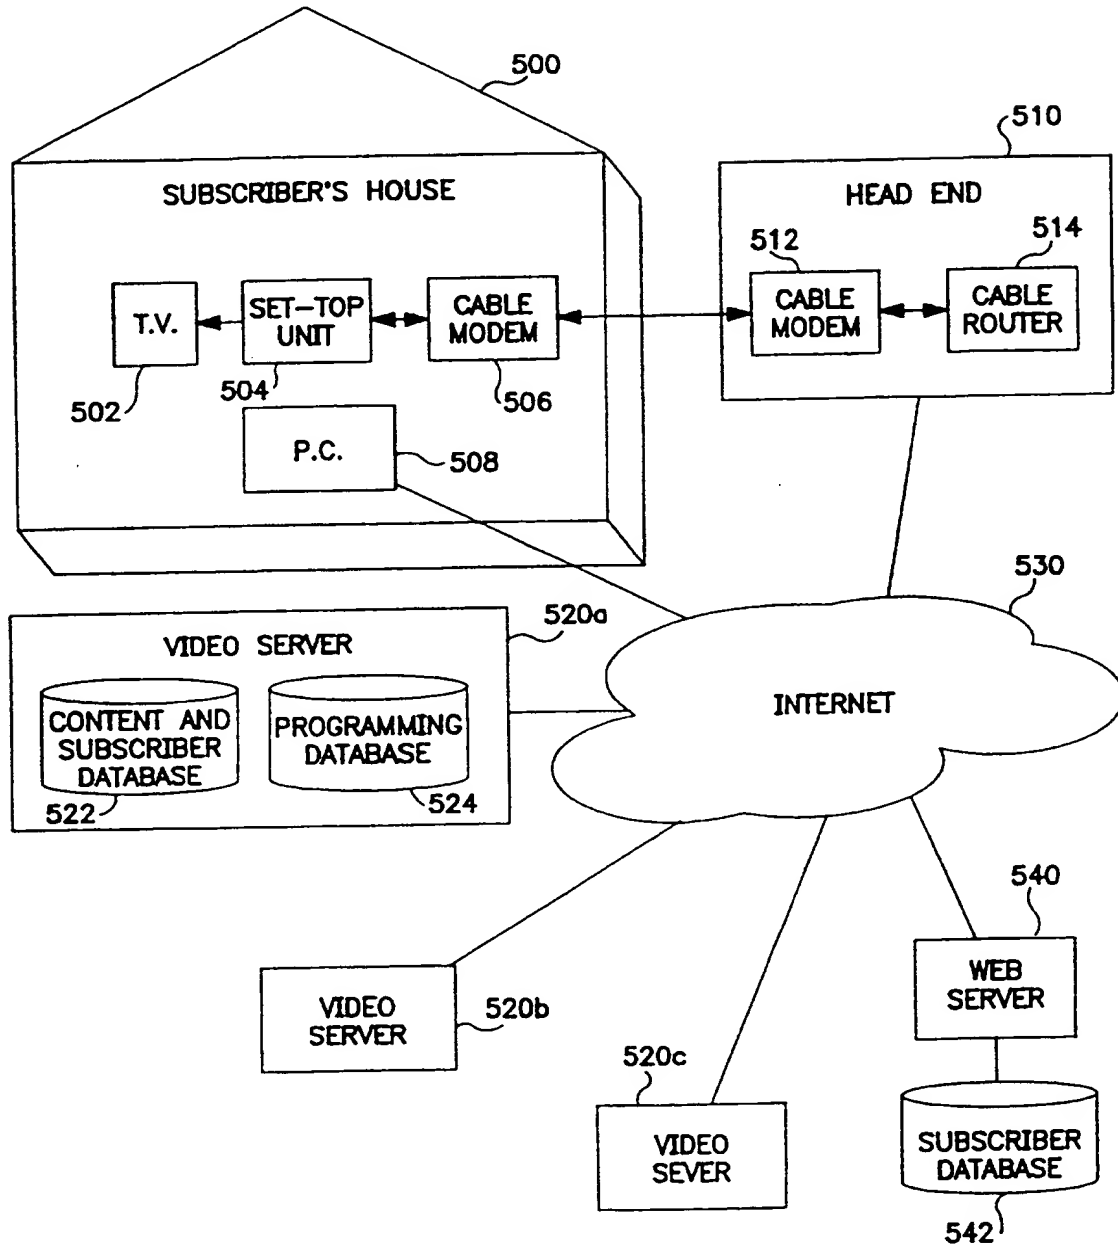 500
510
SUBSCRIBER'S HOUSE
HEAD END
512
514
T.V.
SET-TOP
UNIT
CABLE
MODEM
CABLE
MODEM
CABLE
ROUTER
502
504
506
P.C.
508
530
520a
VIDEO SERVER
INTERNET
CONTENT AND
SUBSCRIBER
DATABASE
PROGRAMMING
DATABASE
522
524
540
WEB
SERVER
VIDEO
SERVER
520b
520c
VIDEO
SEVER
SUBSCRIBER
DATABASE
542